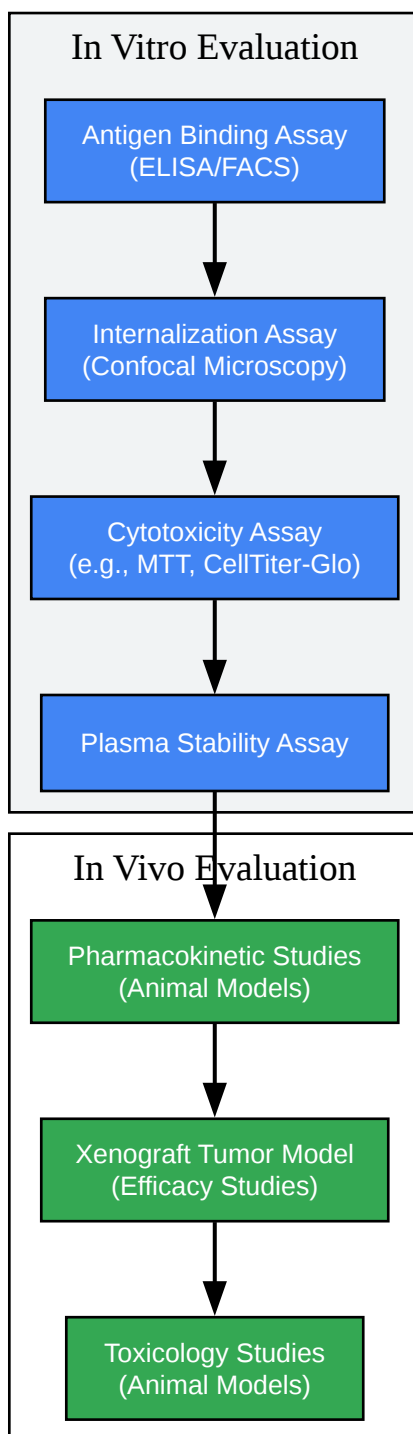 In Vitro Evaluation
Antigen Binding Assay
(ELISA/FACS)
Internalization Assay
(Confocal Microscopy)
Cytotoxicity Assay
(e.g., MTT, CellTiter-Glo)
Plasma Stability Assay
In Vivo Evaluation
Pharmacokinetic Studies
(Animal Models)
Xenograft Tumor Model
(Efficacy Studies)
Toxicology Studies
(Animal Models)